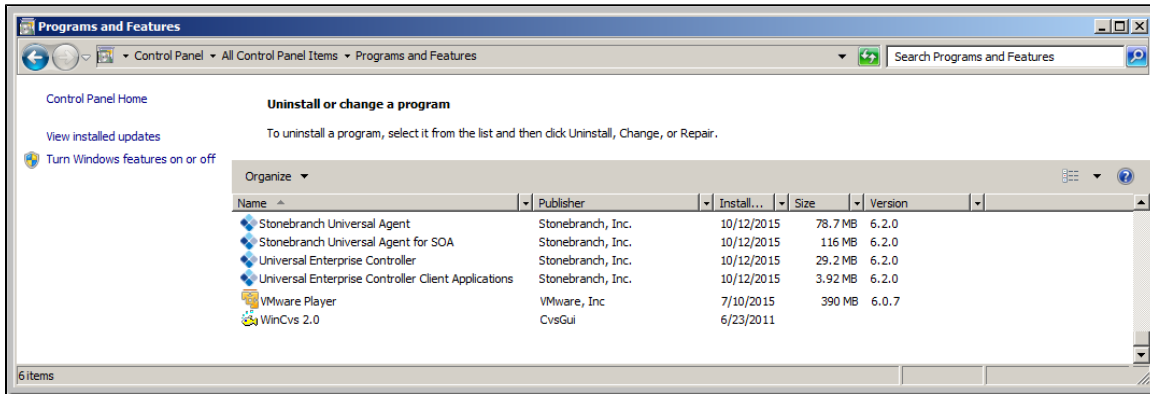 Programs and Features
Control Panel All Control Panel Items Programs and Features Search Programs and Features
Control Panel Home
View installed updates
Turn Windows features on or off
Uninstall or change a program
To uninstall a program, select it from the list and then click Uninstall, Change, or Repair.
Organize
Name Publisher Install... Size Version
Stonebranch Universal Agent Stonebranch, Inc. 10/12/2015 78.7 MB 6.2.0
Stonebranch Universal Agent for SOA Stonebranch, Inc. 10/12/2015 116 MB 6.2.0
Universal Enterprise Controller Stonebranch, Inc. 10/12/2015 29.2 MB 6.2.0
Universal Enterprise Controller Client Applications Stonebranch, Inc. 10/12/2015 3.92 MB 6.2.0
VMware Player VMware, Inc 7/10/2015 390 MB 6.0.7
WinCvs 2.0 CvsGui 6/23/2011
6 items